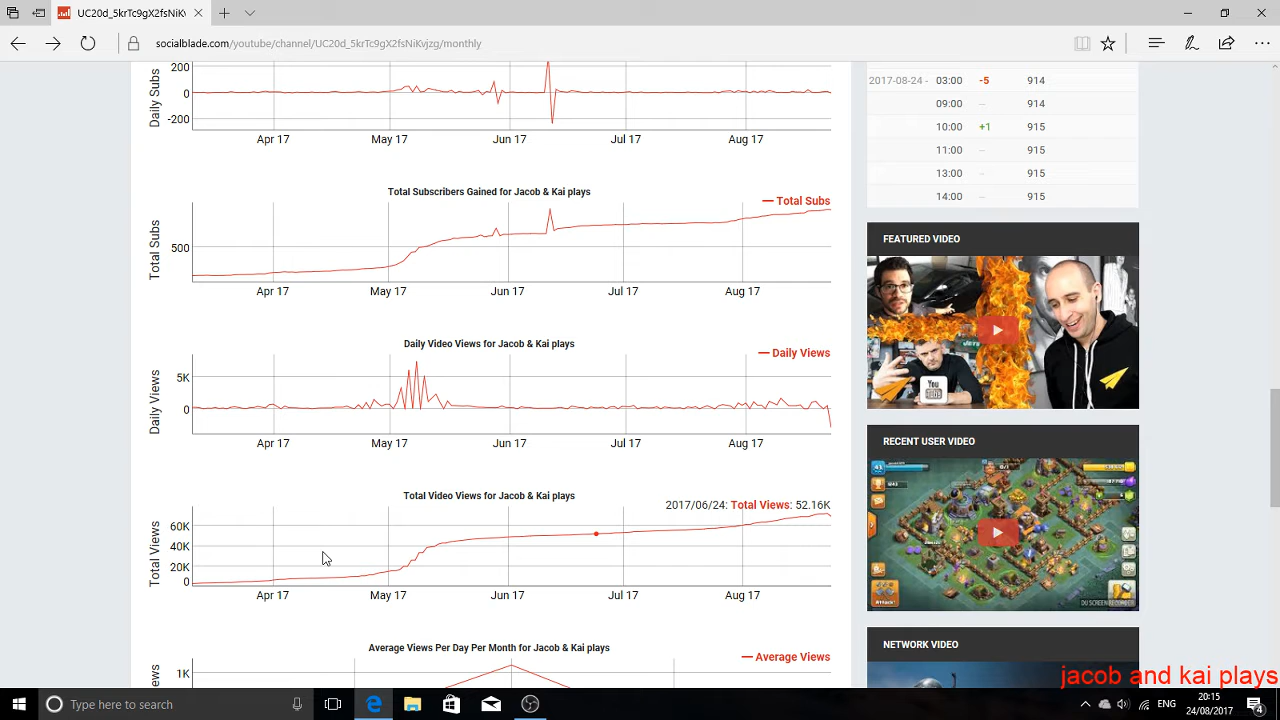 UC20d_5krTc9gX2fsNiK
socialblade.com/youtube/channel/UC20d_5krTc9gX2fsNiKvjzg/monthly
Daily Subs
200
0
-200
Apr 17 May 17 Jun 17 Jul 17 Aug 17
Total Subscribers Gained for Jacob & Kai plays
Total Subs
Total Subs
500
Apr 17 May 17 Jun 17 Jul 17 Aug 17
Daily Video Views for Jacob & Kai plays
Daily Views
Daily Views
5K
0
Apr 17 May 17 Jun 17 Jul 17 Aug 17
Total Video Views for Jacob & Kai plays
2017/06/24: Total Views: 52.16K
Total Views
60K
40K
20K
0
Apr 17 May 17 Jun 17 Jul 17 Aug 17
Average Views Per Day Per Month for Jacob & Kai plays
Average Views
1K
2017-08-24 - 03:00 -5 914
09:00 -- 914
10:00 +1 915
11:00 -- 915
13:00 -- 915
14:00 -- 915
FEATURED VIDEO
You
RECENT USER VIDEO
41
Attack!
DU SCREEN RECORDER
NETWORK VIDEO
jacob and kai plays
Type here to search
20:15
24/08/2017
4